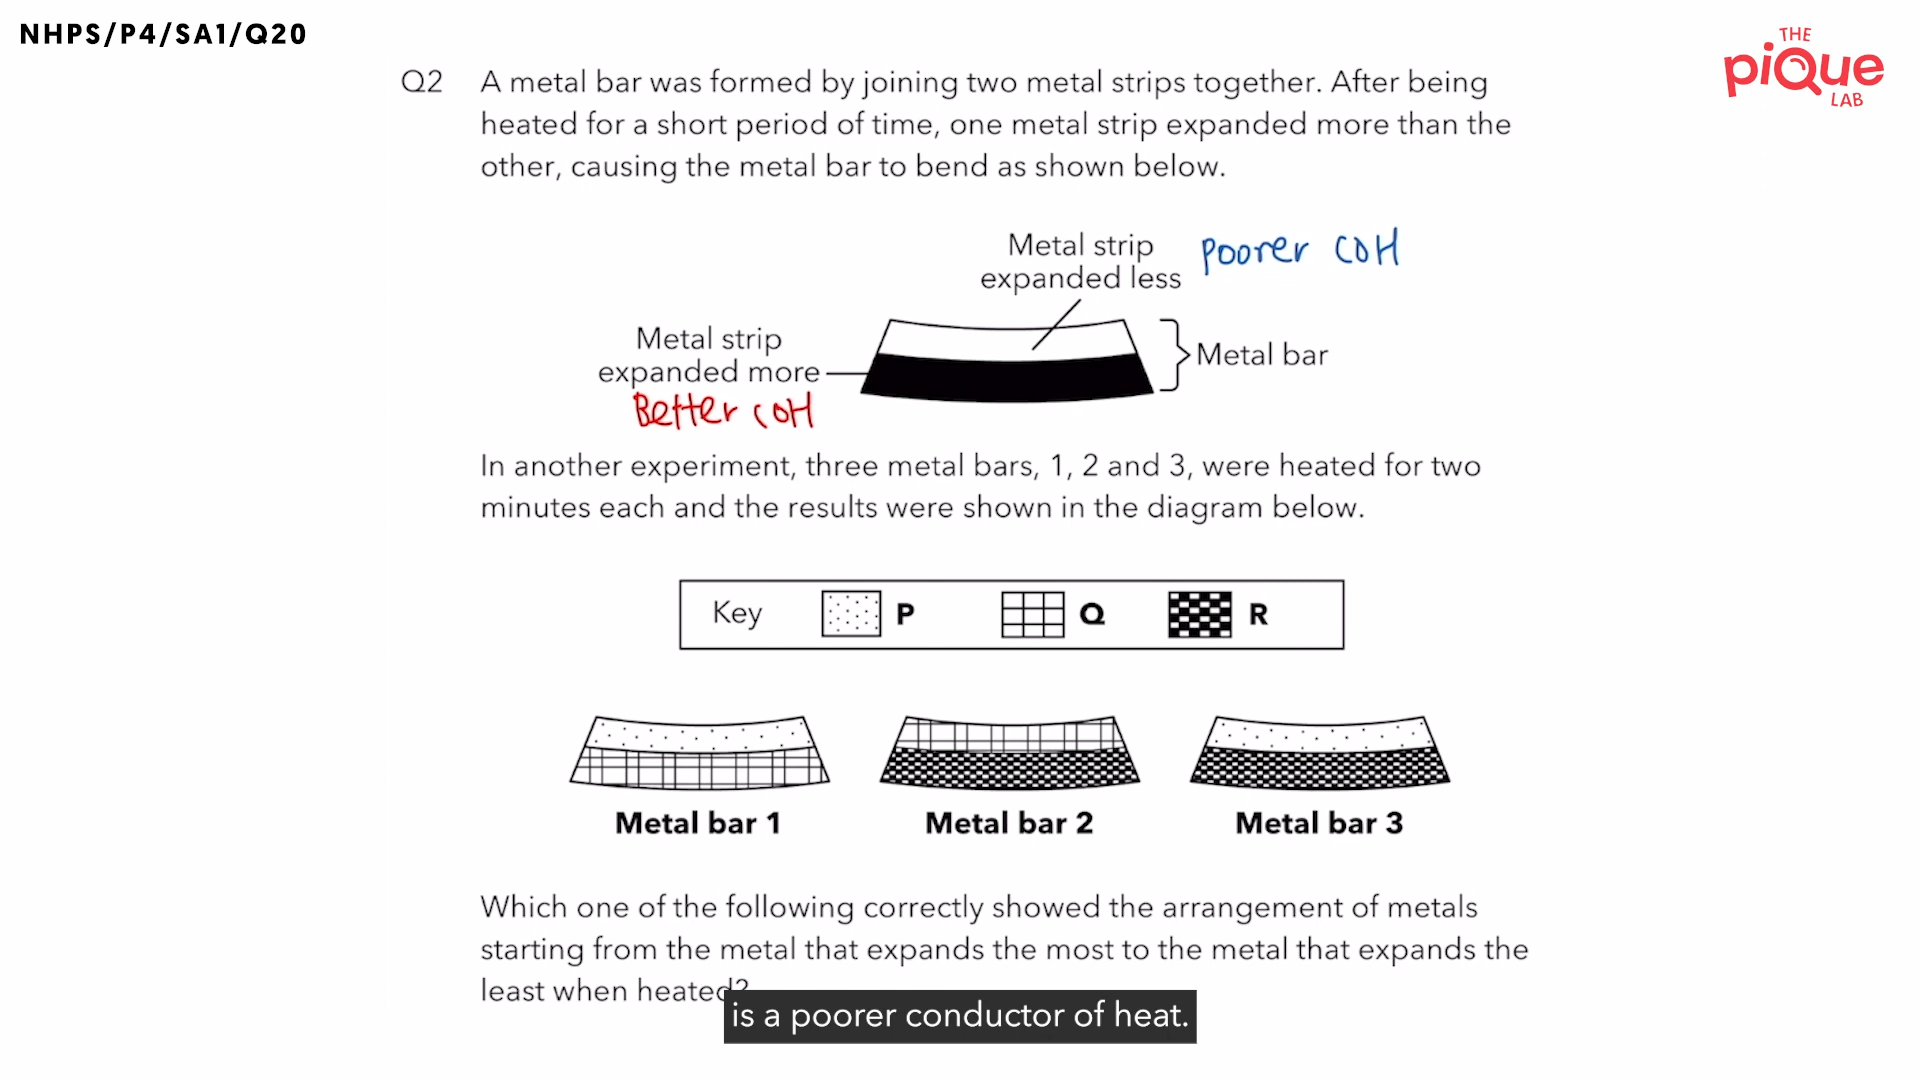 NHPS/P4/SA1/Q20
THE
piQue
LAB
Q2 A metal bar was formed by joining two metal strips together. After being
heated for a short period of time, one metal strip expanded more than the
other, causing the metal bar to bend as shown below.
Metal strip
expanded less
poorer COH
Metal strip
expanded more
Better COH
Metal bar
In another experiment, three metal bars, 1, 2 and 3, were heated for two
minutes each and the results were shown in the diagram below.
Key P Q R
Metal bar 1 Metal bar 2 Metal bar 3
Which one of the following correctly showed the arrangement of metals
starting from the metal that expands the most to the metal that expands the
least when heated?
is a poorer conductor of heat.